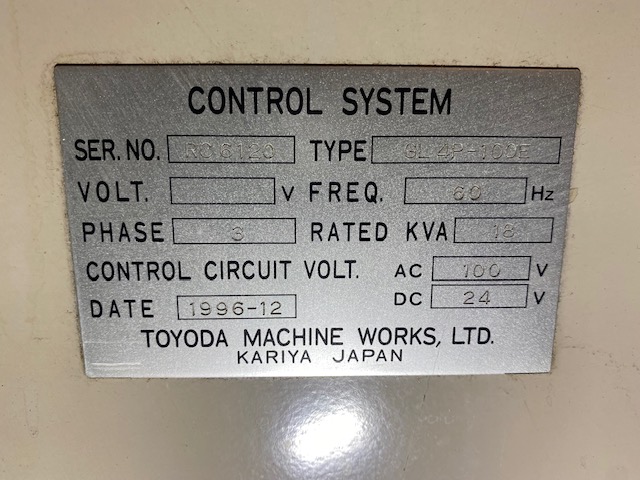 CONTROL SYSTEM
SER. NO. RC6120 TYPE GL4P-100E
VOLT. V FREQ. 60 Hz
PHASE 3 RATED KVA 18
CONTROL CIRCUIT VOLT. AC 100 V
DATE 1996-12 DC 24 V
TOYODA MACHINE WORKS, LTD.
KARIYA JAPAN